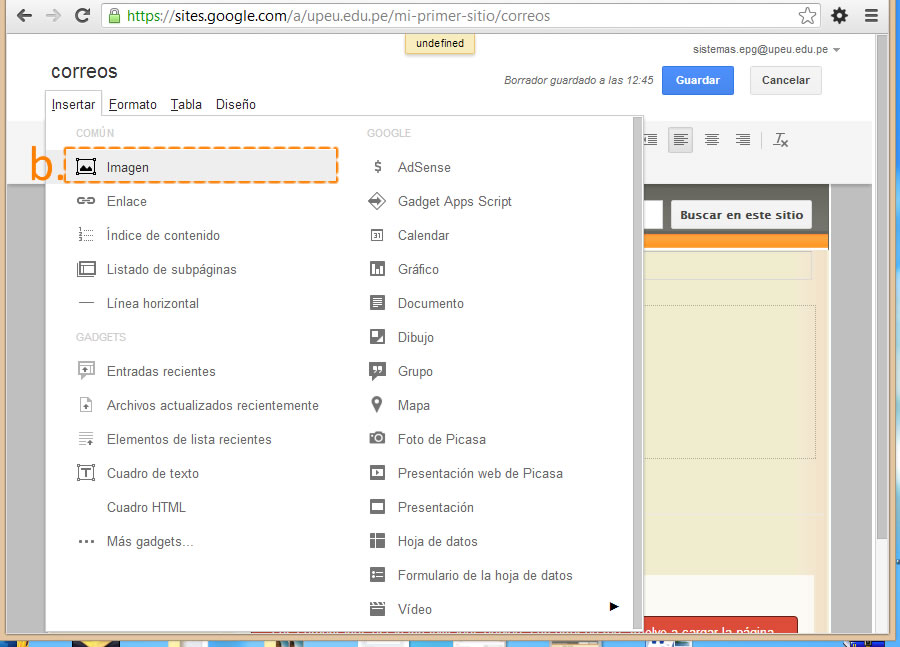 https://sites.google.com/a/upeu.edu.pe/mi-primer-sitio/correos
undefined
sistemas.epg@upeu.edu.pe
correos
Borrador guardado a las 12:45
Guardar
Cancelar
Insertar Formato Tabla Diseño
COMÚN
b. Imagen
Enlace
Índice de contenido
Listado de subpáginas
Línea horizontal
GADGETS
Entradas recientes
Archivos actualizados recientemente
Elementos de lista recientes
Cuadro de texto
Cuadro HTML
Más gadgets...
GOOGLE
AdSense
Gadget Apps Script
Calendar
Gráfico
Documento
Dibujo
Grupo
Mapa
Foto de Picasa
Presentación web de Picasa
Presentación
Hoja de datos
Formulario de la hoja de datos
Vídeo
Buscar en este sitio
vuelve a cargar la página